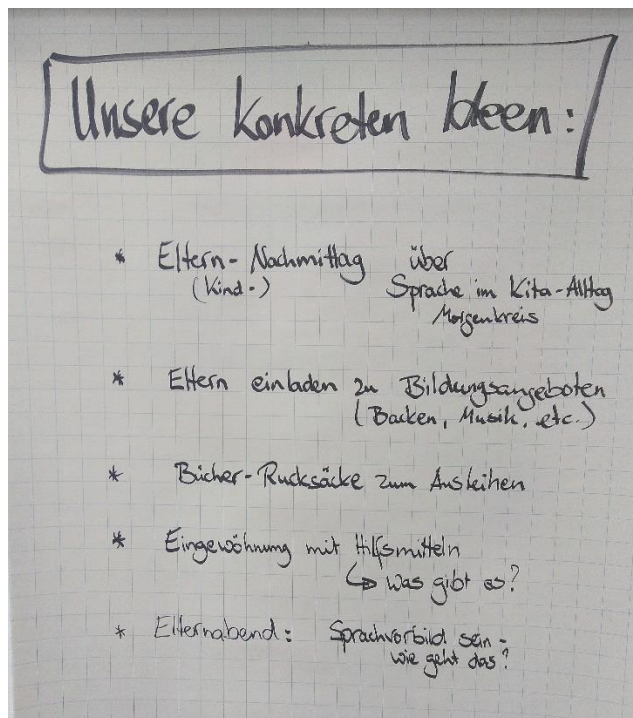 Unsere konkreten Ideen:
* Eltern-Nachmittag über
(Kind-) Sprache im Kita-Alltag
Morgenkreis
* Eltern einladen zu Bildungsangeboten
(Backen, Musik, etc.)
* Bücher-Rucksäcke zum Ausleihen
* Eingewöhnung mit Hilfsmitteln
↳ Was gibt es?
* Elternabend: Sprachvorbild sein -
wie geht das?